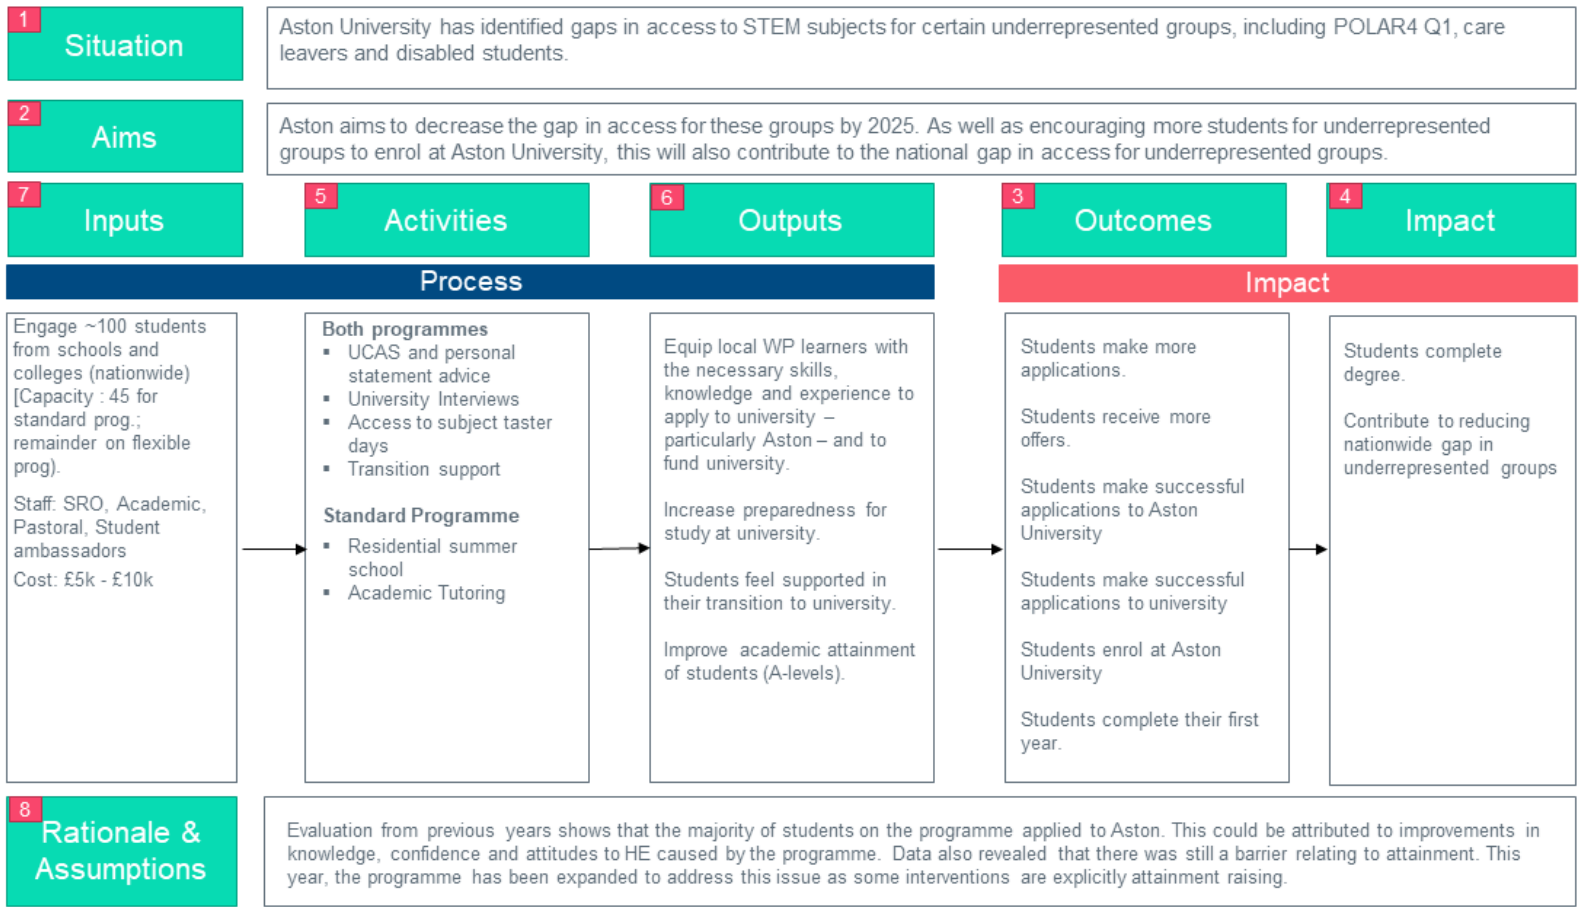 1
Situation
Aston University has identified gaps in access to STEM subjects for certain underrepresented groups, including POLAR4 Q1, care
leavers and disabled students.
2
Aims
Aston aims to decrease the gap in access for these groups by 2025. As well as encouraging more students for underrepresented
groups to enrol at Aston University, this will also contribute to the national gap in access for underrepresented groups.
7
Inputs
5
Activities
6
Outputs
3
Outcomes
4
Impact
Process
Impact
Engage ~100 students
from schools and
colleges (nationwide)
[Capacity : 45 for
standard prog.;
remainder on flexible
prog).
Staff: SRO, Academic,
Pastoral, Student
ambassadors
Cost: £5k - £10k
Both programmes
▪ UCAS and personal
statement advice
▪ University Interviews
▪ Access to subject taster
days
▪ Transition support
Standard Programme
▪ Residential summer
school
▪ Academic Tutoring
Equip local WP learners with
the necessary skills,
knowledge and experience to
apply to university –
particularly Aston – and to
fund university.
Increase preparedness for
study at university.
Students feel supported in
their transition to university.
Improve academic attainment
of students (A-levels).
Students make more
applications.
Students receive more
offers.
Students make successful
applications to Aston
University
Students make successful
applications to university
Students enrol at Aston
University
Students complete their first
year.
Students complete
degree.
Contribute to reducing
nationwide gap in
underrepresented groups
8
Rationale &
Assumptions
Evaluation from previous years shows that the majority of students on the programme applied to Aston. This could be attributed to improvements in
knowledge, confidence and attitudes to HE caused by the programme. Data also revealed that there was still a barrier relating to attainment. This
year, the programme has been expanded to address this issue as some interventions are explicitly attainment raising.